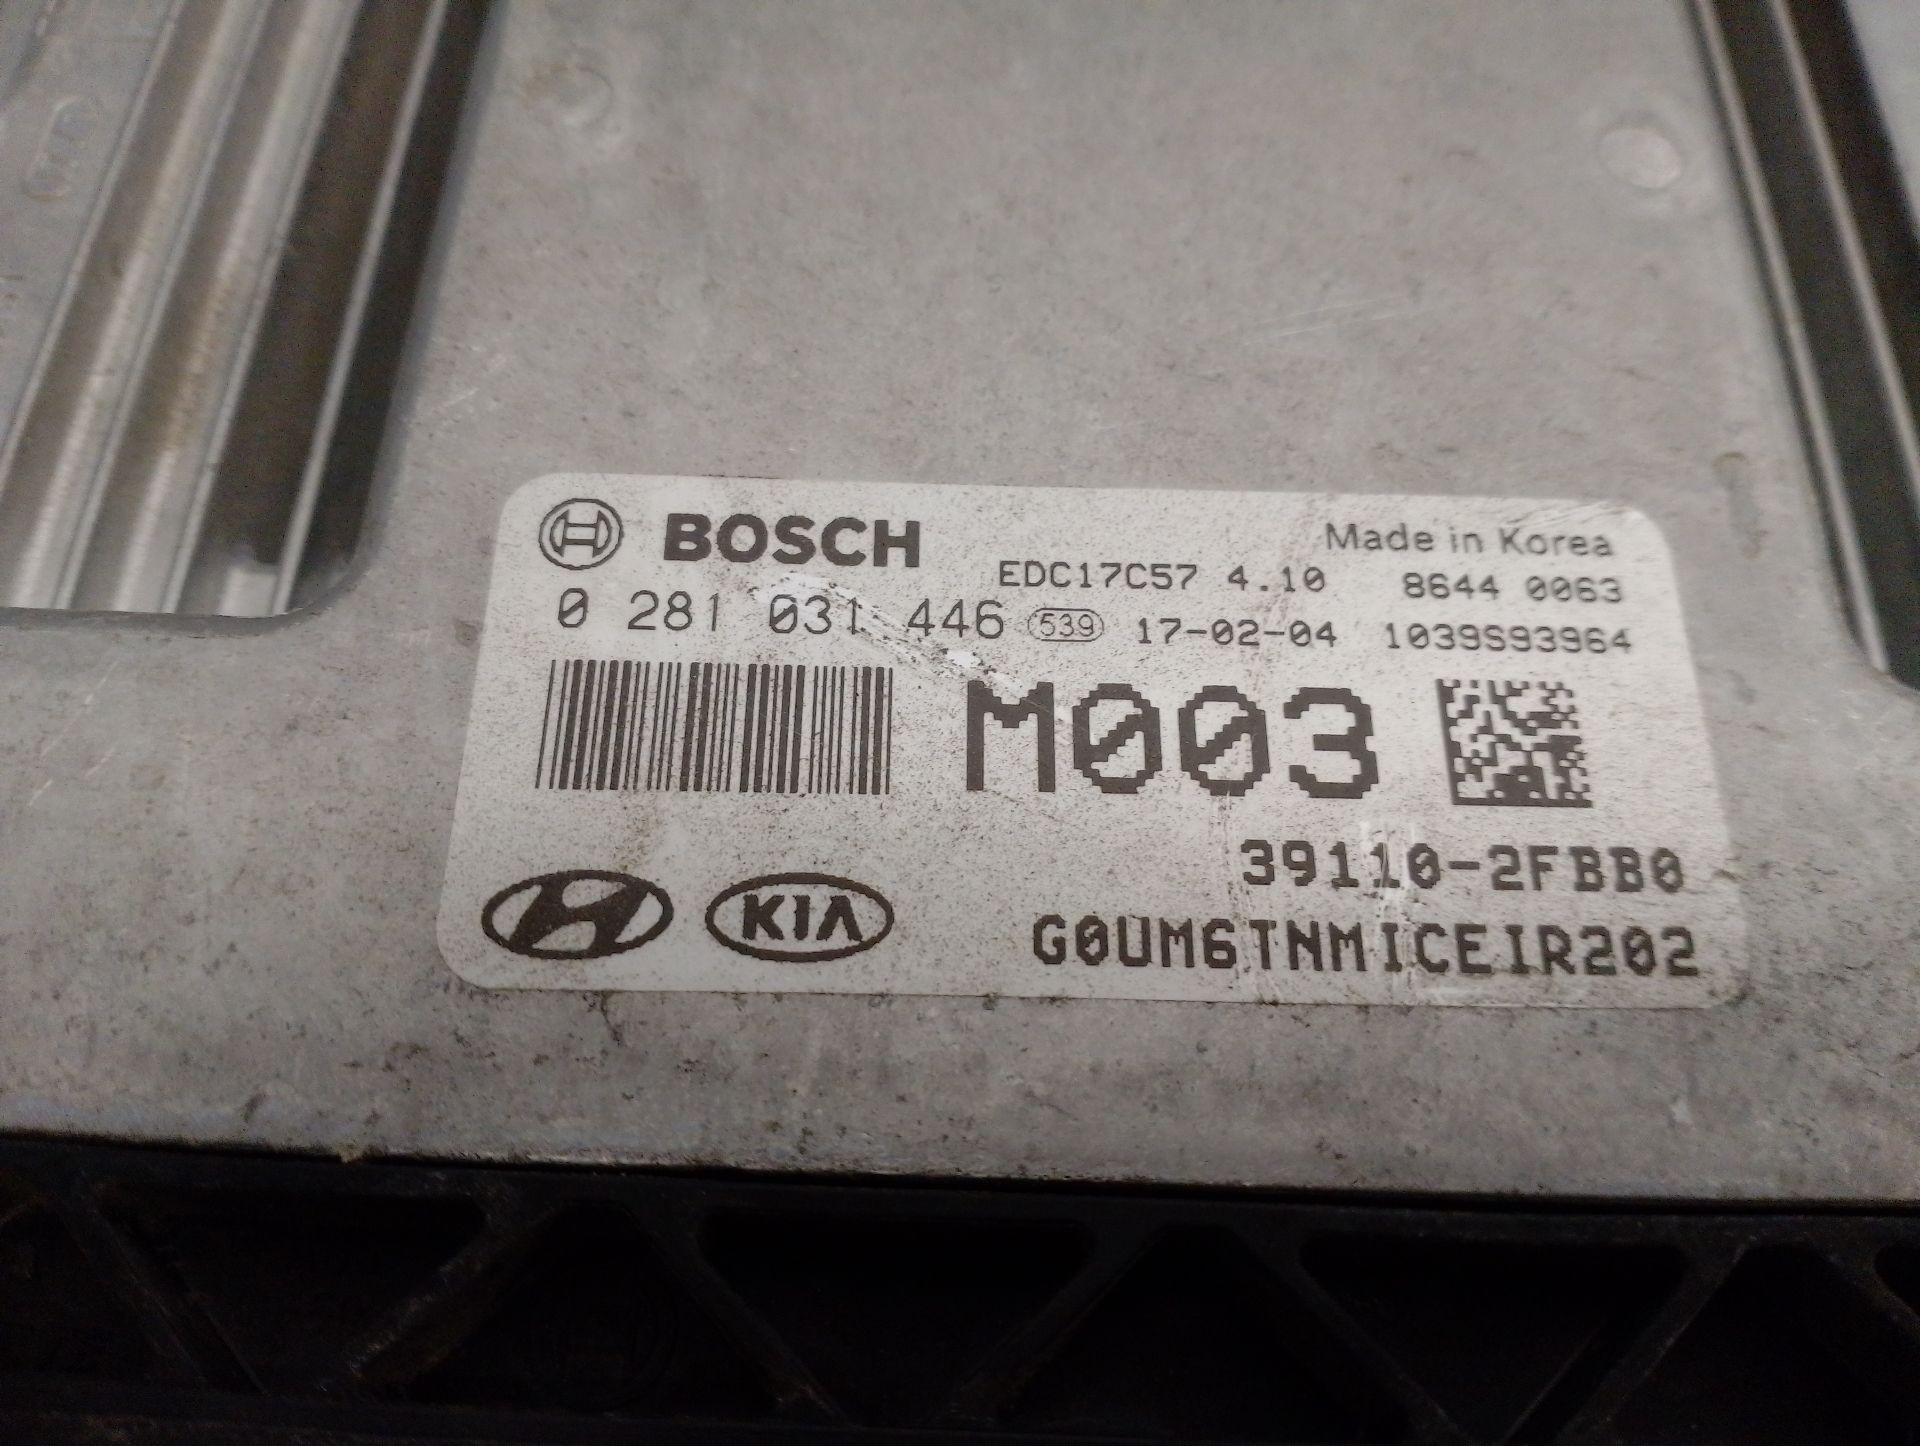 BOSCH
Made in Korea
EDC17C57 4.10 8644 0063
0 281 031 446 539 17-02-04 1039S93964
M003
39110-2FBB0
KIA
G0UM6TNMICEIR202